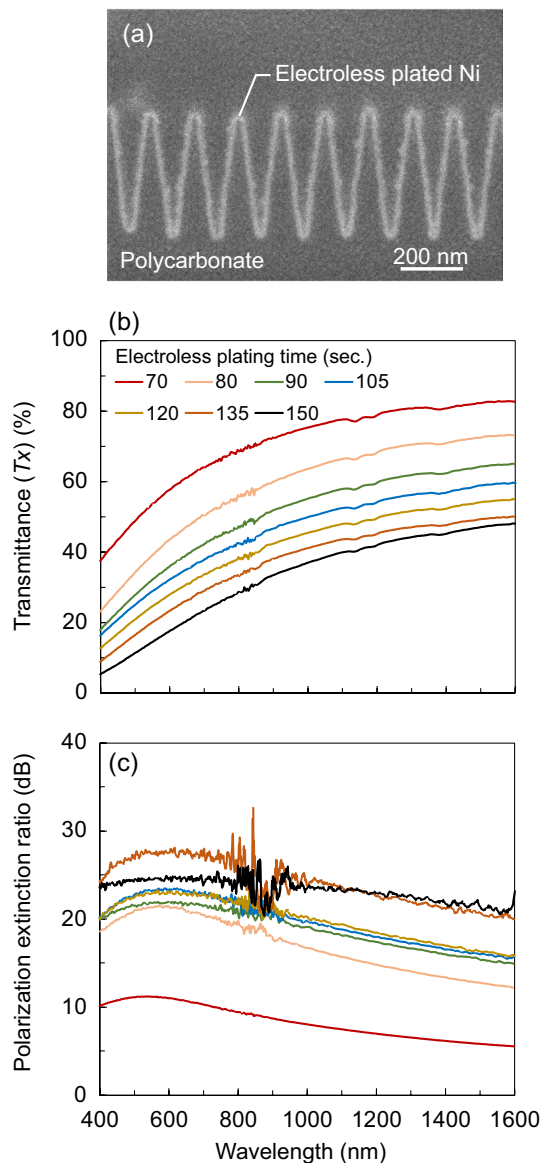 (a)
Electroless plated Ni
Polycarbonate
200 nm
(b)
Transmittance (Tx) (%)
100
80
60
40
20
0
Electroless plating time (sec.)
70 80 90 105
120 135 150
(c)
Polarization extinction ratio (dB)
40
30
20
10
0
400 600 800 1000 1200 1400 1600
Wavelength (nm)